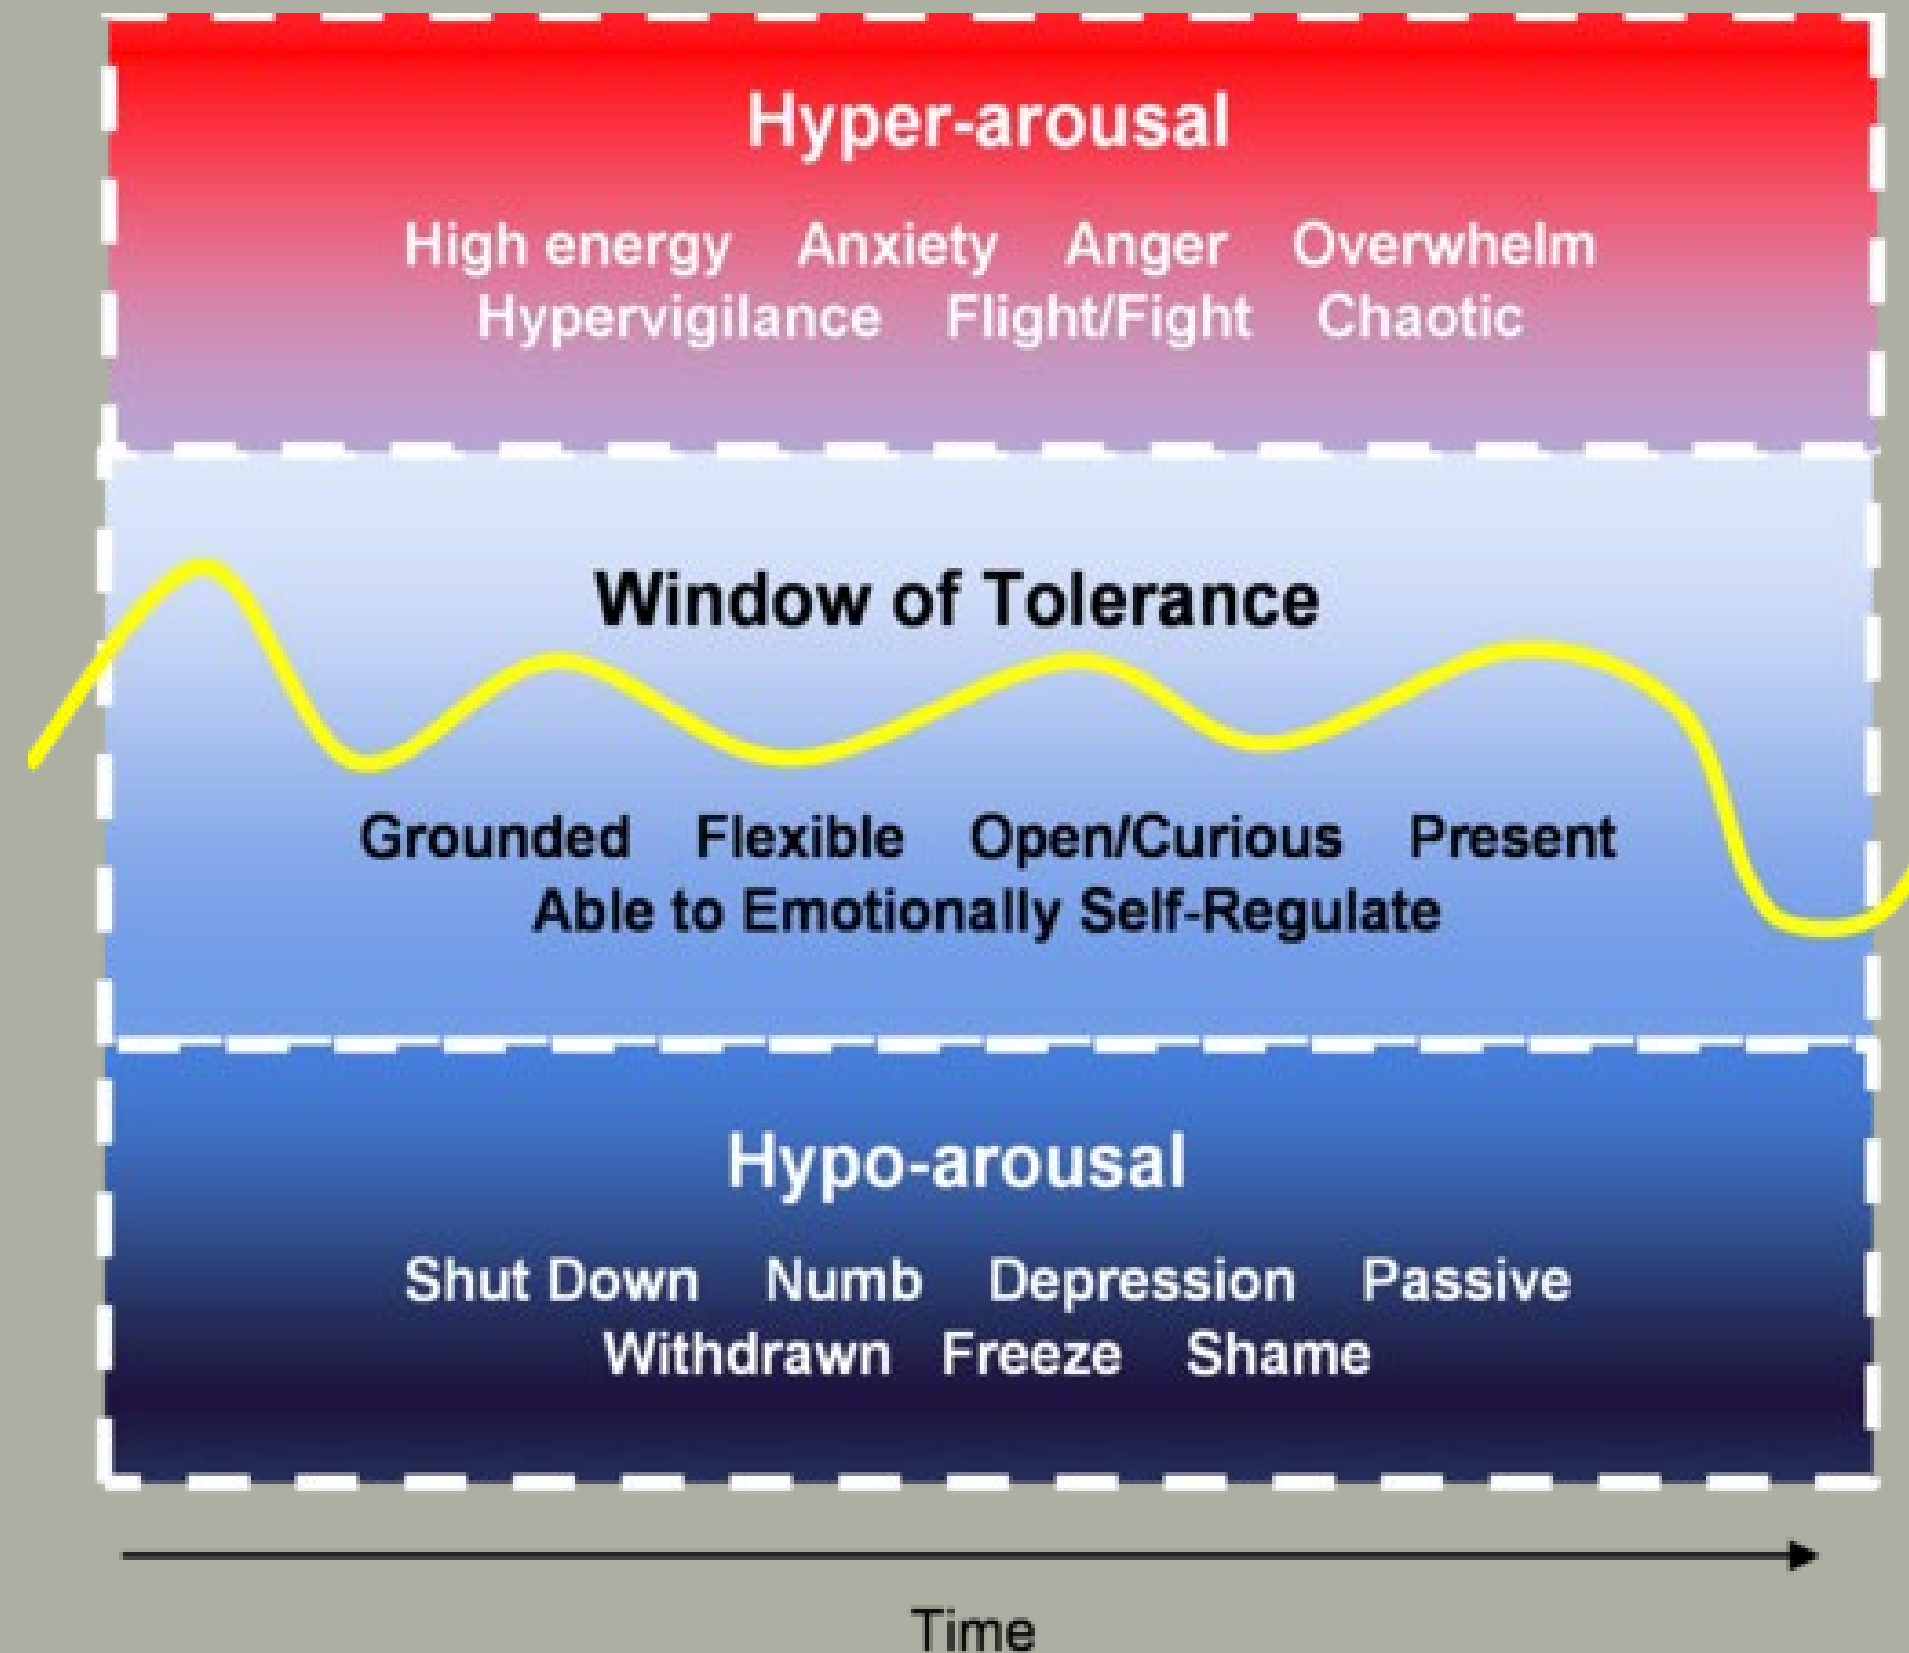 Hyper-arousal
High energy Anxiety Anger Overwhelm
Hypervigilance Flight/Fight Chaotic
Window of Tolerance
Grounded Flexible Open/Curious Present
Able to Emotionally Self-Regulate
Hypo-arousal
Shut Down Numb Depression Passive
Withdrawn Freeze Shame
Time